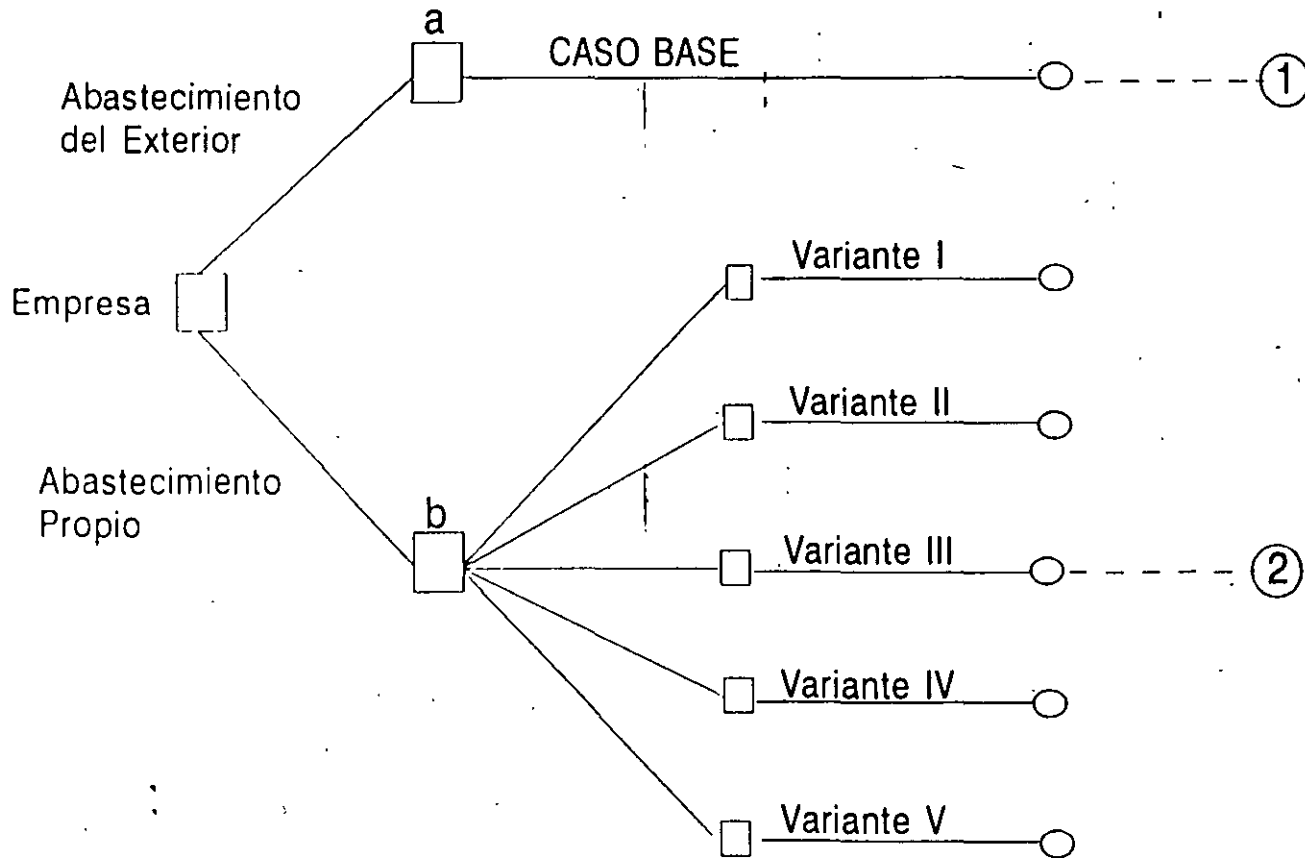 a
CASO BASE
1
Abastecimiento
del Exterior
Variante I
Empresa
Variante II
Abastecimiento
Propio
b
Variante III
2
Variante IV
Variante V